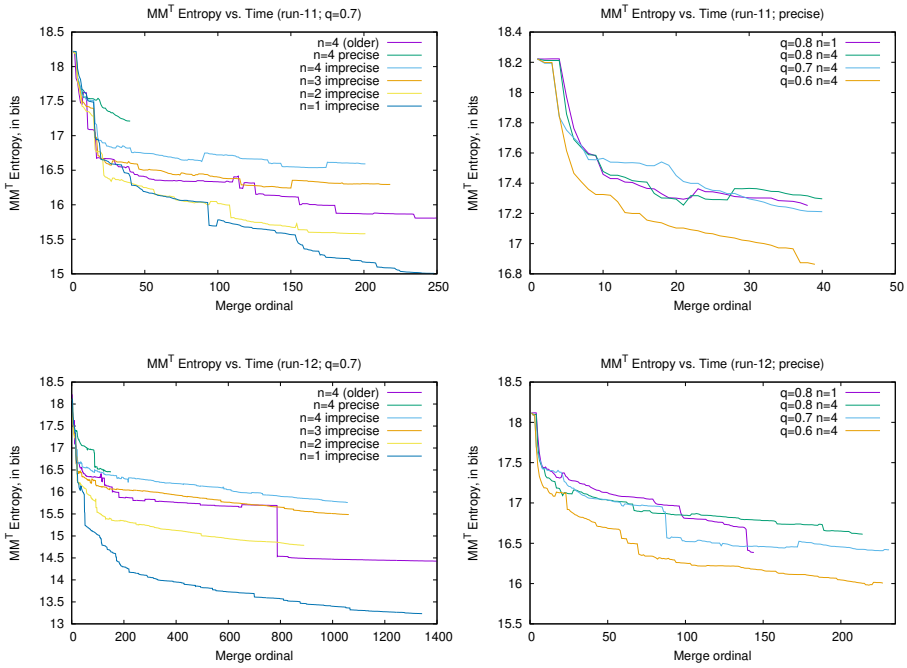 MM^T Entropy vs. Time (run-11; q=0.7)
MM^T Entropy, in bits
18.5
18
17.5
17
16.5
16
15.5
15
0 50 100 150 200 250
Merge ordinal
n=4 (older)
n=4 precise
n=4 imprecise
n=3 imprecise
n=2 imprecise
n=1 imprecise
MM^T Entropy vs. Time (run-11; precise)
MM^T Entropy, in bits
18.4
18.2
18
17.8
17.6
17.4
17.2
17
16.8
0 10 20 30 40 50
Merge ordinal
q=0.8 n=1
q=0.8 n=4
q=0.7 n=4
q=0.6 n=4
MM^T Entropy vs. Time (run-12; q=0.7)
MM^T Entropy, in bits
18.5
18
17.5
17
16.5
16
15.5
15
14.5
14
13.5
13
0 200 400 600 800 1000 1200 1400
Merge ordinal
n=4 (older)
n=4 precise
n=4 imprecise
n=3 imprecise
n=2 imprecise
n=1 imprecise
MM^T Entropy vs. Time (run-12; precise)
MM^T Entropy, in bits
18.5
18
17.5
17
16.5
16
15.5
0 50 100 150 200
Merge ordinal
q=0.8 n=1
q=0.8 n=4
q=0.7 n=4
q=0.6 n=4